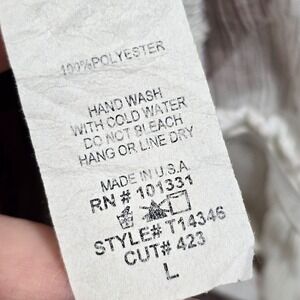 100% POLYESTER
HAND WASH
WITH COLD WATER
DO NOT BLEACH
HANG OR LINE DRY
MADE IN U.S.A
RN # 101331
STYLE# T14346
CUT# 423
L